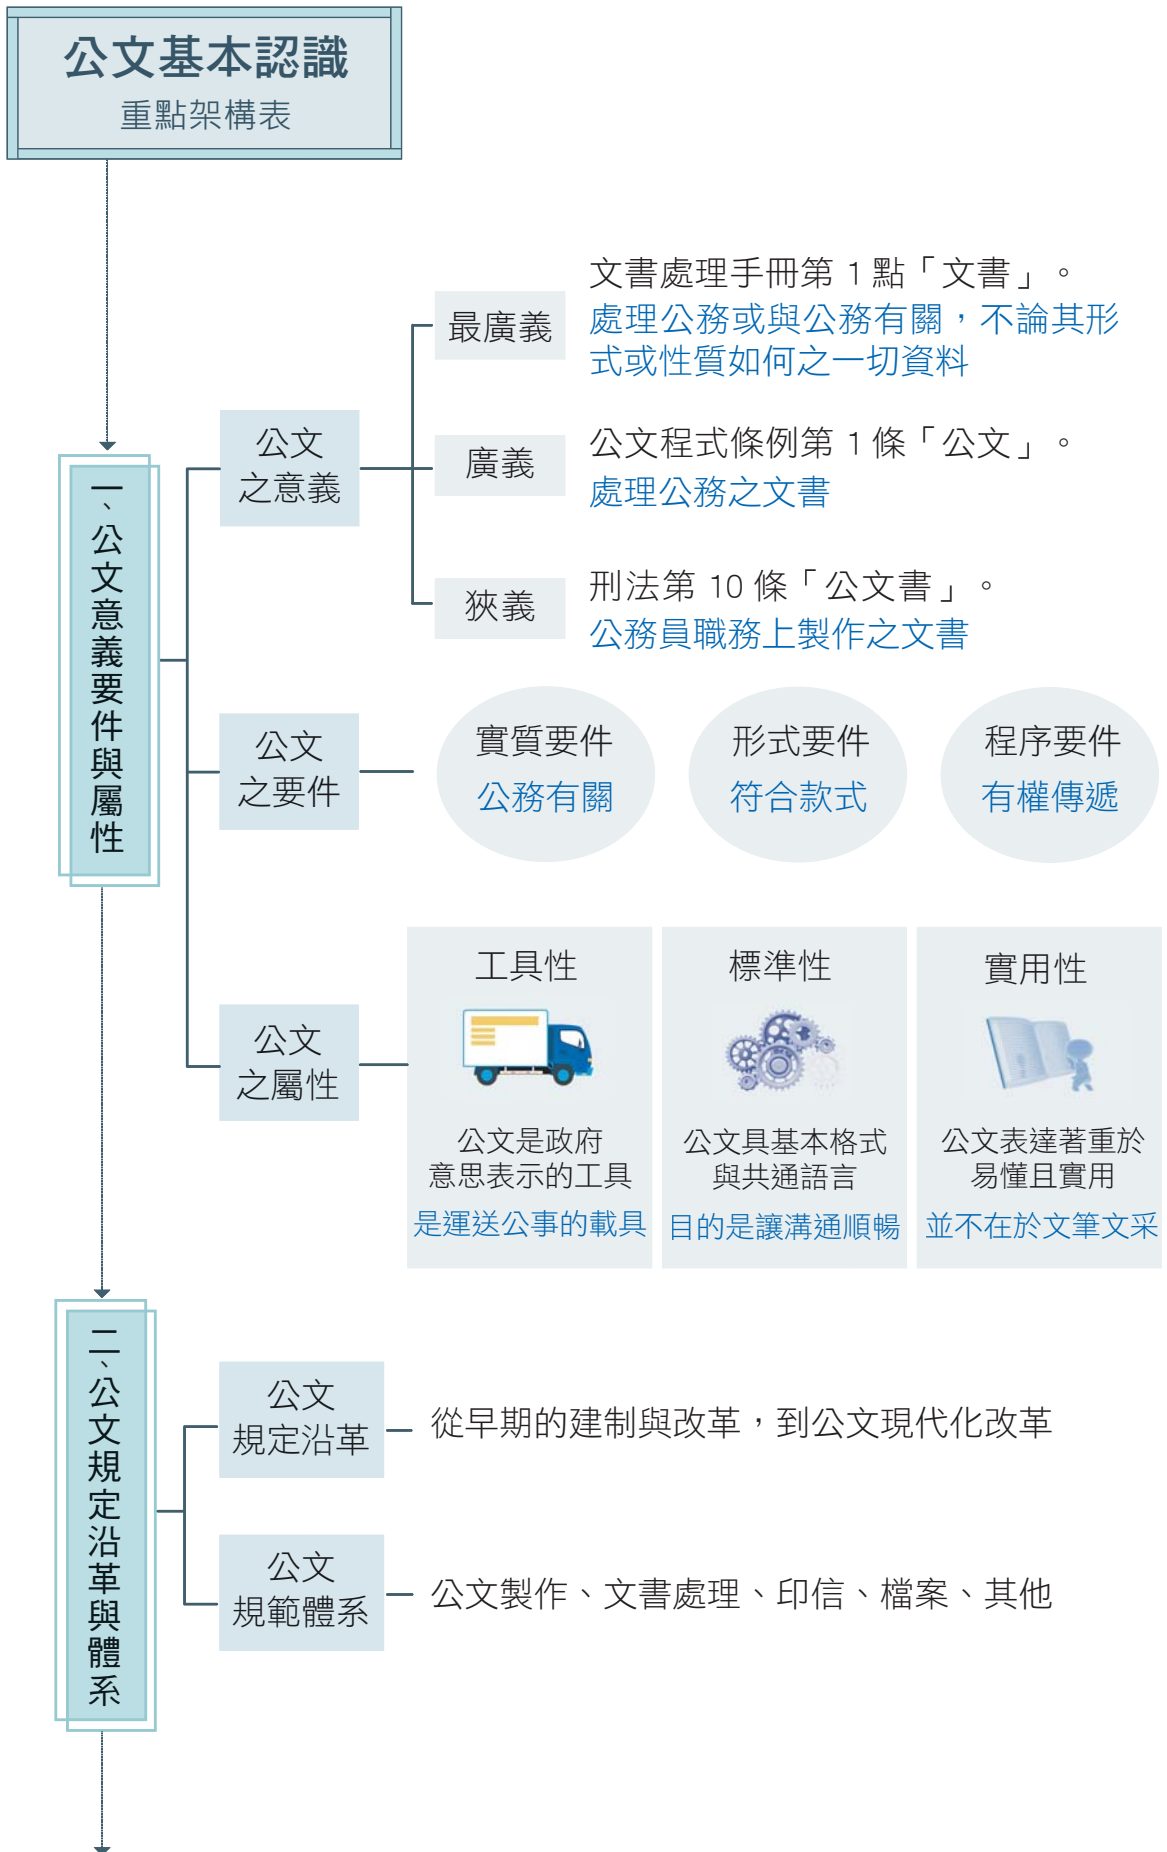 公文基本認識
重點架構表
一、公文意義要件與屬性
公文
之意義
最廣義
文書處理手冊第 1 點「文書」。
處理公務或與公務有關，不論其形
式或性質如何之一切資料
廣義
公文程式條例第 1 條「公文」。
處理公務之文書
狹義
刑法第 10 條「公文書」。
公務員職務上製作之文書
公文
之要件
實質要件
公務有關
形式要件
符合款式
程序要件
有權傳遞
公文
之屬性
工具性
公文是政府
意思表示的工具
是運送公事的載具
標準性
公文具基本格式
與共通語言
目的是讓溝通順暢
實用性
公文表達著重於
易懂且實用
並不在於文筆文采
二、公文規定沿革與體系
公文
規定沿革
從早期的建制與改革，到公文現代化改革
公文
規範體系
公文製作、文書處理、印信、檔案、其他